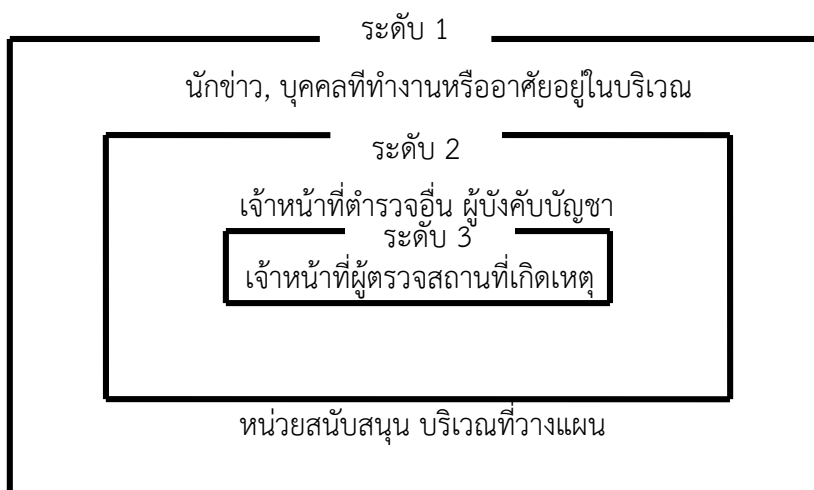 ระดับ 1
นักข่าว, บุคคลที่ทำงานหรืออาศัยอยู่ในบริเวณ
ระดับ 2
เจ้าหน้าที่ตำรวจอื่น ผู้บังคับบัญชา
ระดับ 3
เจ้าหน้าที่ผู้ตรวจสถานที่เกิดเหตุ
หน่วยสนับสนุน บริเวณที่วางแผน